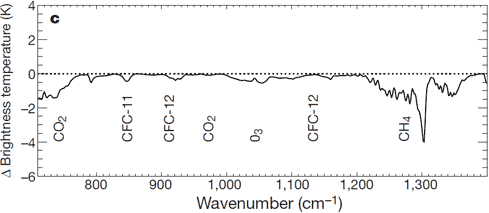 c
Δ Brightness temperature (K)
4
2
0
−2
−4
−6
CO2
CFC-11
CFC-12
CO2
03
CFC-12
CH4
800
900
1,000
1,100
1,200
1,300
Wavenumber (cm−1)